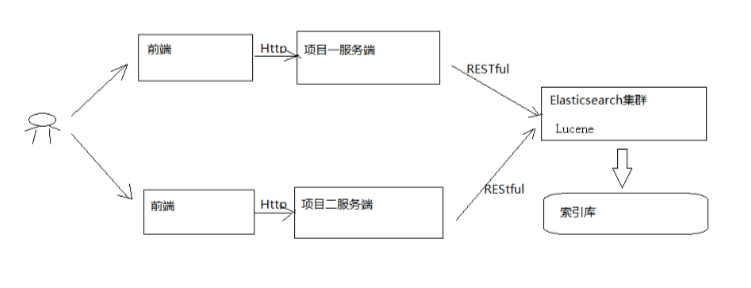 前端
Http
项目一服务端
RESTful
Elasticsearch集群
Lucene
前端
Http
项目二服务端
REStful
索引库